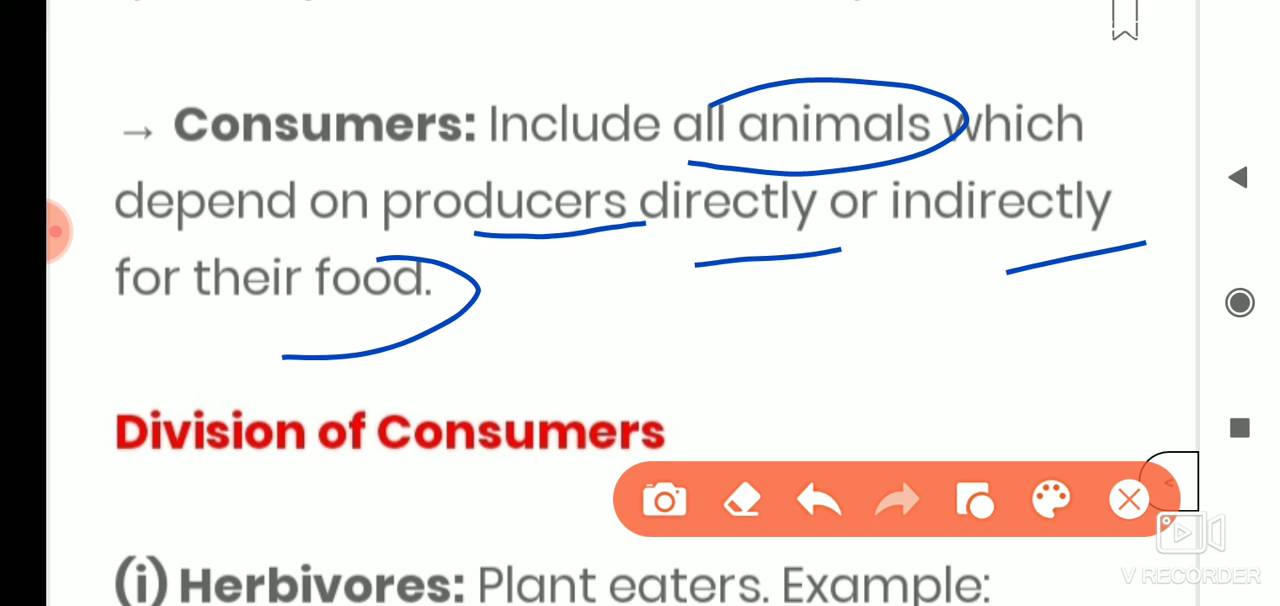 → Consumers: Include all animals which
depend on producers directly or indirectly
for their food.
Division of Consumers
(i) Herbivores: Plant eaters. Example:
V RECORDER